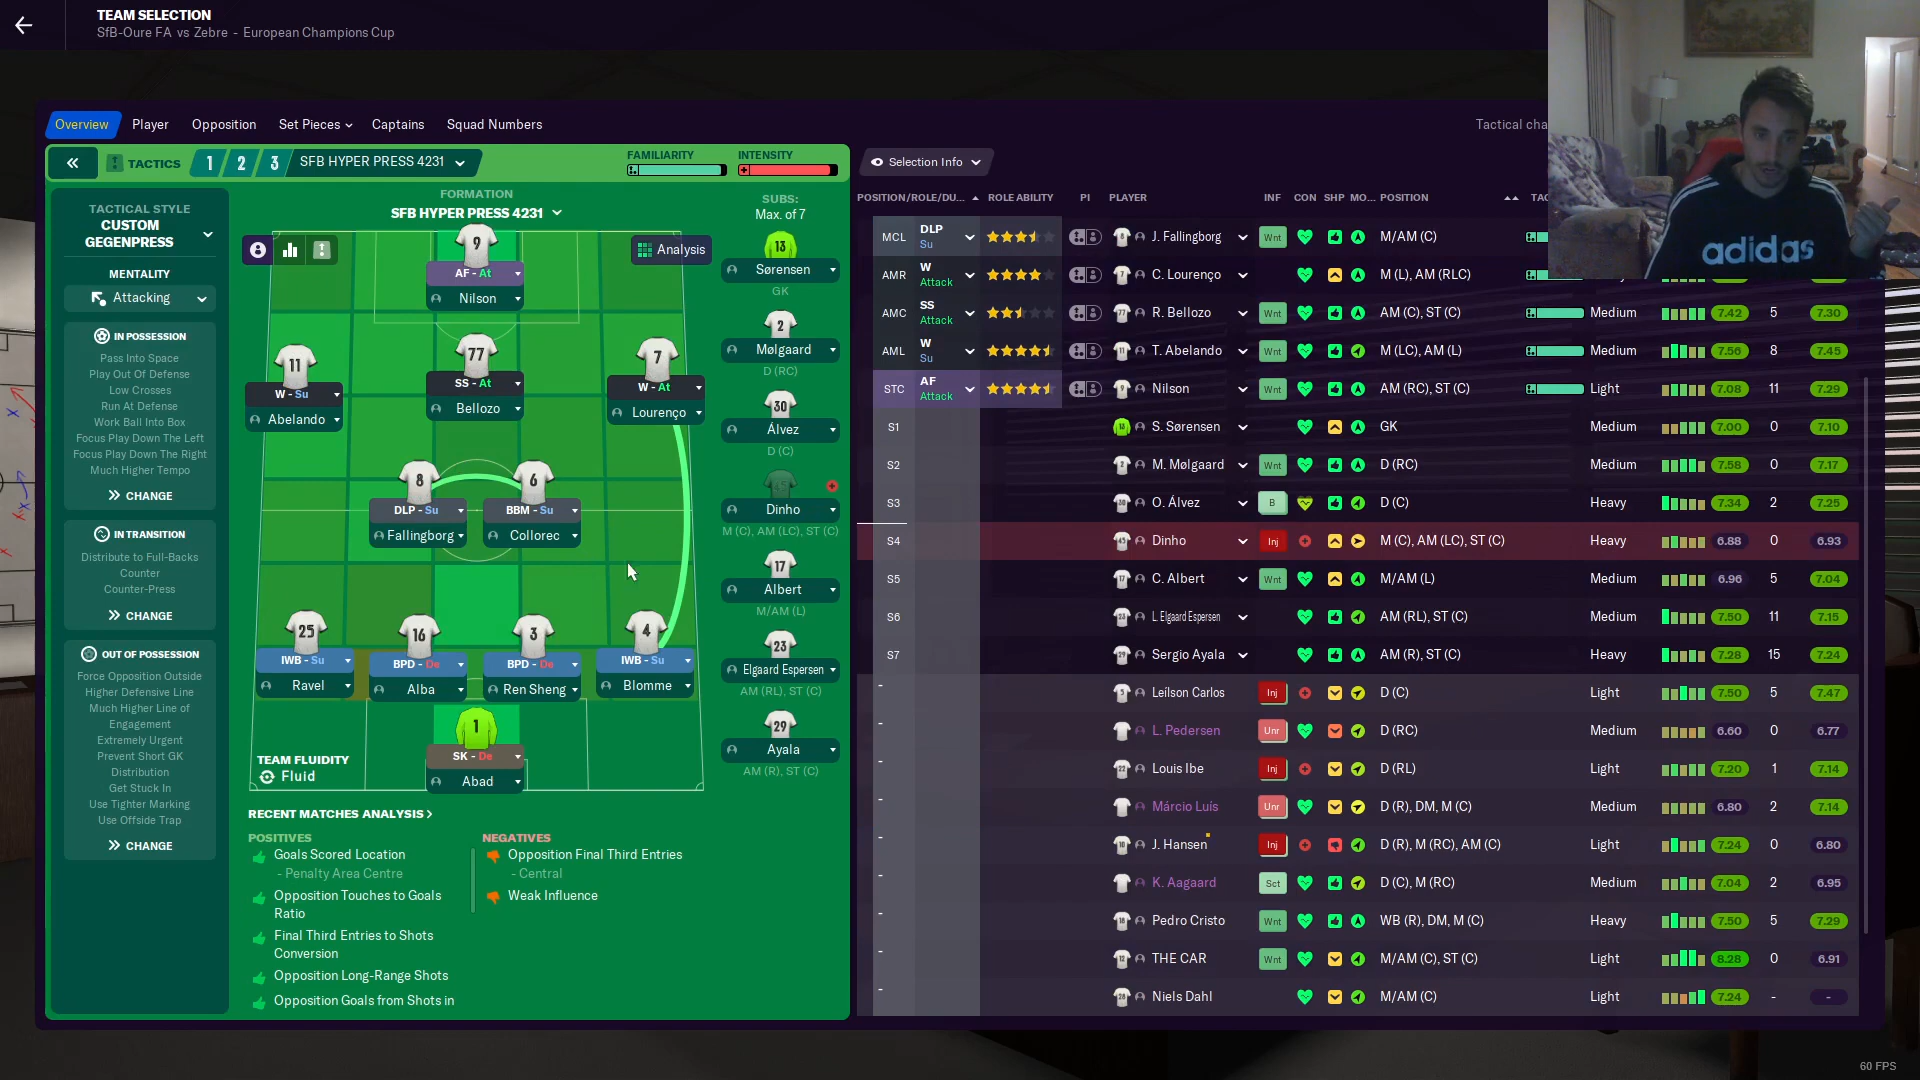 TEAM SELECTION
SfB-Oure FA vs Zebre - European Champions Cup
Overview
Player
Opposition
Set Pieces
Captains
Squad Numbers
Tactical cha
TACTICS
1
2
3
SFB HYPER PRESS 4231
FAMILIARITY
INTENSITY
TACTICAL STYLE
CUSTOM
GEGENPRESS
MENTALITY
Attacking
IN POSSESSION
Pass Into Space
Play Out Of Defense
Low Crosses
Run At Defense
Work Ball Into Box
Focus Play Down The Left
Focus Play Down The Right
Much Higher Tempo
CHANGE
IN TRANSITION
Distribute to Full-Backs
Counter
Counter-Press
CHANGE
OUT OF POSSESSION
Force Opposition Outside
Higher Defensive Line
Much Higher Line of
Engagement
Extremely Urgent
Prevent Short GK
Distribution
Get Stuck In
Use Tighter Marking
Use Offside Trap
CHANGE
FORMATION
SFB HYPER PRESS 4231
Analysis
9
AF - At
Nilson
11
W - Su
Abelando
77
SS - At
Bellozo
7
W - At
Lourenço
8
DLP - Su
Fallingborg
6
BBM - Su
Collorec
25
IWB - Su
Ravel
16
BPD - De
Alba
3
BPD - De
Ren Sheng
4
IWB - Su
Blomme
1
SK - De
Abad
TEAM FLUIDITY
Fluid
SUBS:
Max. of 7
13
Sørensen
GK
2
Mølgaard
D (RC)
30
Álvez
D (C)
45
Dinho
M (C), AM (LC), ST (C)
17
Albert
M/AM (L)
23
Elgaard Espersen
AM (RL), ST (C)
29
Ayala
AM (R), ST (C)
RECENT MATCHES ANALYSIS
POSITIVES
Goals Scored Location
- Penalty Area Centre
Opposition Touches to Goals
Ratio
Final Third Entries to Shots
Conversion
Opposition Long-Range Shots
Opposition Goals from Shots in
NEGATIVES
Opposition Final Third Entries
- Central
Weak Influence
Selection Info
POSITION/ROLE/DU... ROLE ABILITY PI PLAYER INF CON SHP MO... POSITION TAC
MCL DLP Su J. Fallingborg Wnt M/AM (C)
AMR W Attack C. Lourenço M (L), AM (RLC)
AMC SS Attack R. Bellozo Wnt AM (C), ST (C) Medium 7.42 5 7.30
AML W Su T. Abelando Wnt M (LC), AM (L) Medium 7.56 8 7.45
STC AF Attack Nilson Wnt AM (RC), ST (C) Light 7.08 11 7.29
S1 S. Sørensen GK Medium 7.00 0 7.10
S2 M. Mølgaard Wnt D (RC) Medium 7.58 0 7.17
S3 O. Álvez B D (C) Heavy 7.34 2 7.25
S4 Dinho Inj M (C), AM (LC), ST (C) Heavy 6.88 0 6.93
S5 C. Albert Wnt M/AM (L) Medium 6.96 5 7.04
S6 L. Elgaard Espersen AM (RL), ST (C) Medium 7.50 11 7.15
S7 Sergio Ayala AM (R), ST (C) Heavy 7.28 15 7.24
- Leílson Carlos Inj D (C) Light 7.50 5 7.47
- L. Pedersen Unr D (RC) Medium 6.60 0 6.77
- Louis Ibe Inj D (RL) Light 7.20 1 7.14
- Márcio Luís Unr D (R), DM, M (C) Medium 6.80 2 7.14
- J. Hansen Inj D (R), M (RC), AM (C) Light 7.24 0 6.80
- K. Aagaard Sct D (C), M (RC) Medium 7.04 2 6.95
- Pedro Cristo Wnt WB (R), DM, M (C) Heavy 7.50 5 7.29
- THE CAR Wnt M/AM (C), ST (C) Light 8.28 0 6.91
- Niels Dahl M/AM (C) Light 7.24 - -
adidas
60 FPS